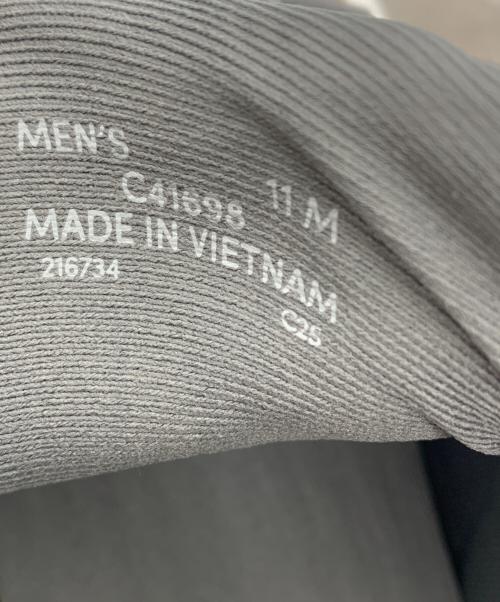 MEN'S
C41698 11 M
MADE IN VIETNAM
216734 C25